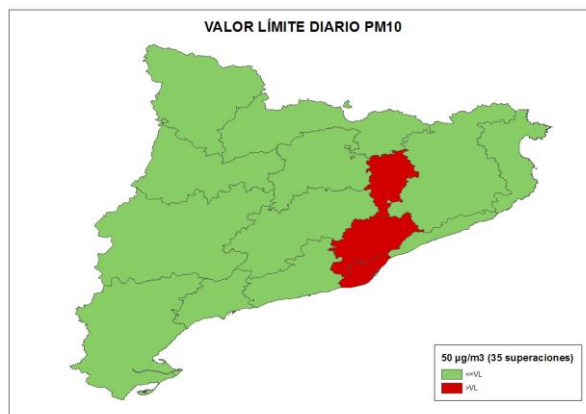 VALOR LÍMITE DIARIO PM10
50 µg/m3 (35 superaciones)
<=VL
>VL